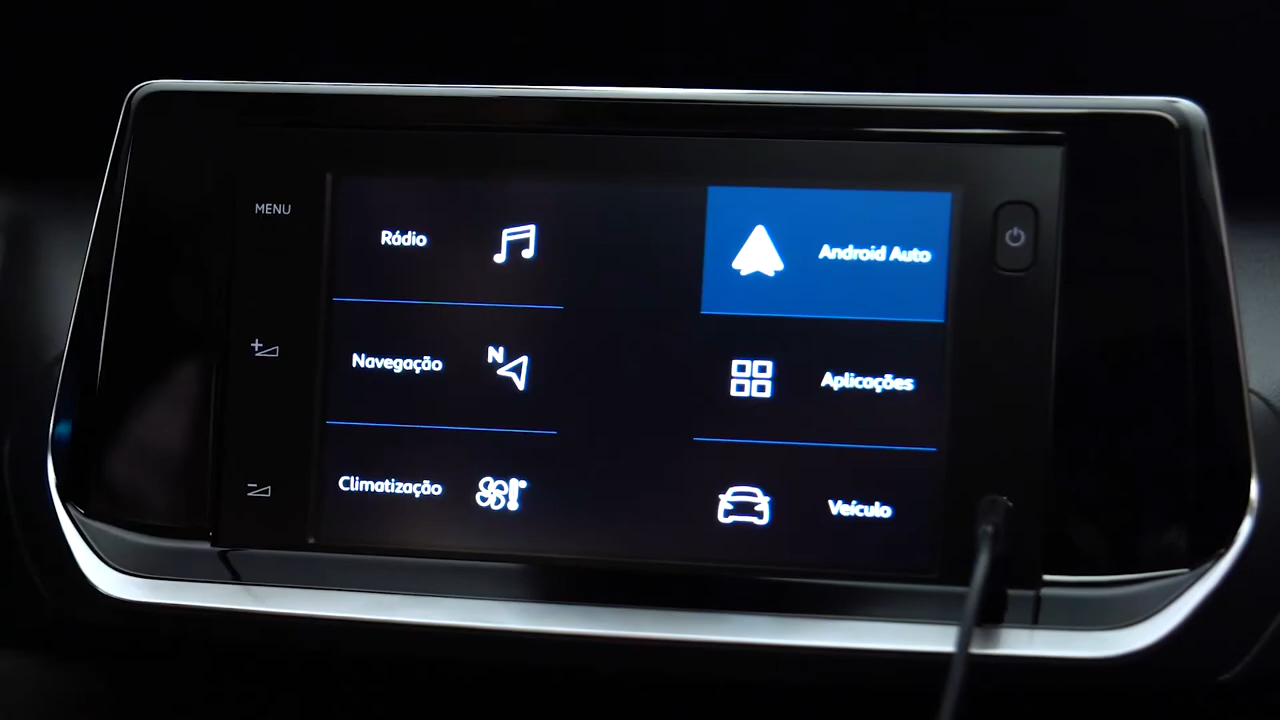 MENU
Rádio
Android Auto
Navegação
N
Aplicações
Climatização
Veículo